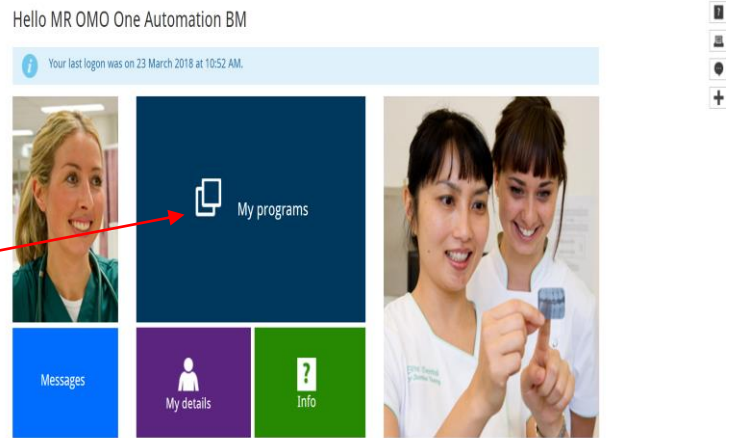 Hello MR OMO One Automation BM
i
Your last logon was on 23 March 2018 at 10:52 AM.
?
+
My programs
Messages
My details
?
Info